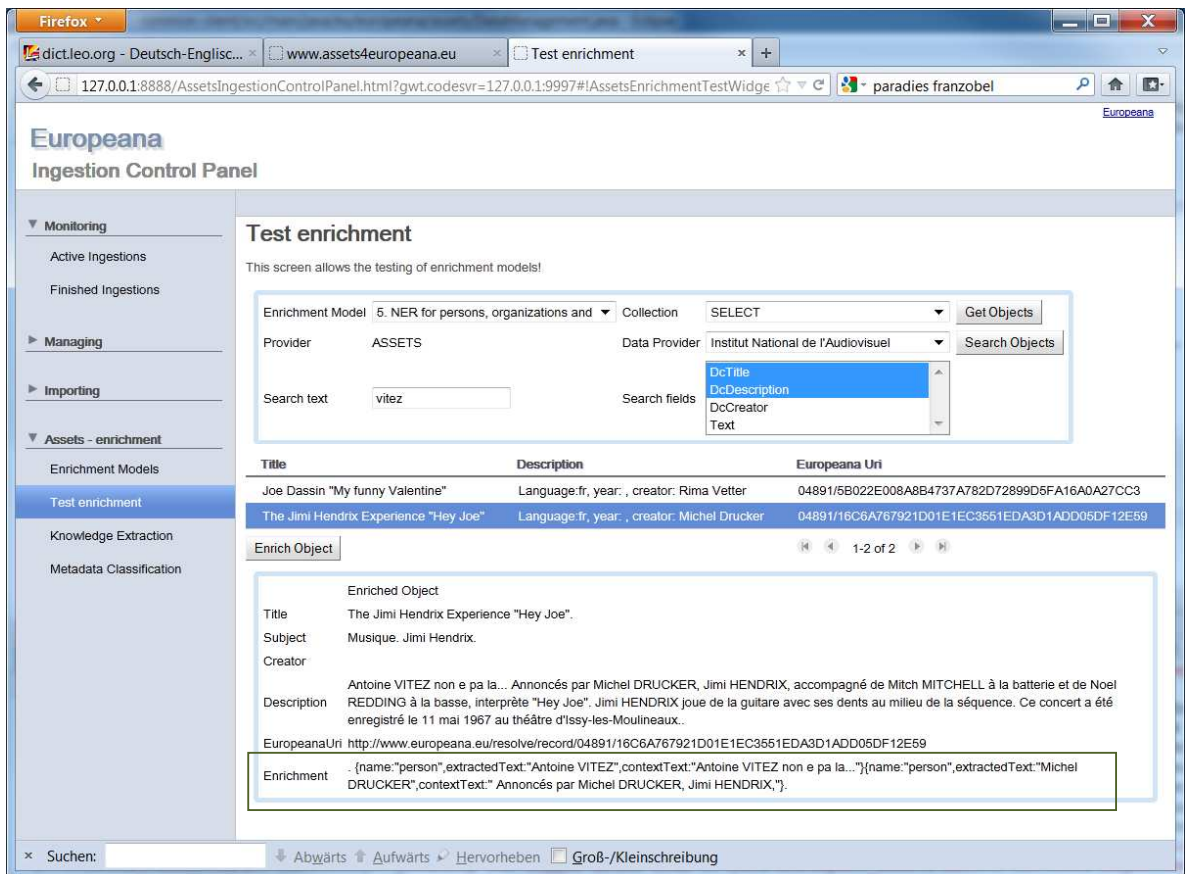 Firefox
dict.leo.org - Deutsch-Englisc...
www.assets4europeana.eu
Test enrichment
127.0.0.1:8888/AssetsIngestionControlPanel.html?gwt.codesvr=127.0.0.1:9997#!AssetsEnrichmentTestWidge
paradies franzobel
Europeana
Europeana
Ingestion Control Panel
Monitoring
Active Ingestions
Finished Ingestions
Managing
Importing
Assets - enrichment
Enrichment Models
Test enrichment
Knowledge Extraction
Metadata Classification
Test enrichment
This screen allows the testing of enrichment models!
Enrichment Model 5. NER for persons, organizations and Collection SELECT Get Objects
Provider ASSETS Data Provider Institut National de l'Audiovisuel Search Objects
Search text vitez Search fields
DcTitle
DcDescription
DcCreator
Text
Title Description Europeana Uri
Joe Dassin "My funny Valentine" Language:fr, year: , creator: Rima Vetter 04891/5B022E008A8B4737A782D72899D5FA16A0A27CC3
The Jimi Hendrix Experience "Hey Joe" Language:fr, year: , creator: Michel Drucker 04891/16C6A767921D01E1EC3551EDA3D1ADD05DF12E59
Enrich Object 1-2 of 2
Enriched Object
Title The Jimi Hendrix Experience "Hey Joe".
Subject Musique. Jimi Hendrix.
Creator
Description Antoine VITEZ non e pa la... Annoncés par Michel DRUCKER, Jimi HENDRIX, accompagné de Mitch MITCHELL à la batterie et de Noel
REDDING à la basse, interprète "Hey Joe". Jimi HENDRIX joue de la guitare avec ses dents au milieu de la séquence. Ce concert a été
enregistré le 11 mai 1967 au théâtre d'Issy-les-Moulineaux..
EuropeanaUri http://www.europeana.eu/resolve/record/04891/16C6A767921D01E1EC3551EDA3D1ADD05DF12E59
Enrichment . {name:"person",extractedText:"Antoine VITEZ",contextText:"Antoine VITEZ non e pa la..."}{name:"person",extractedText:"Michel
DRUCKER",contextText:" Annoncés par Michel DRUCKER, Jimi HENDRIX,"}.
× Suchen: Abwärts Aufwärts Hervorheben Groß-/Kleinschreibung